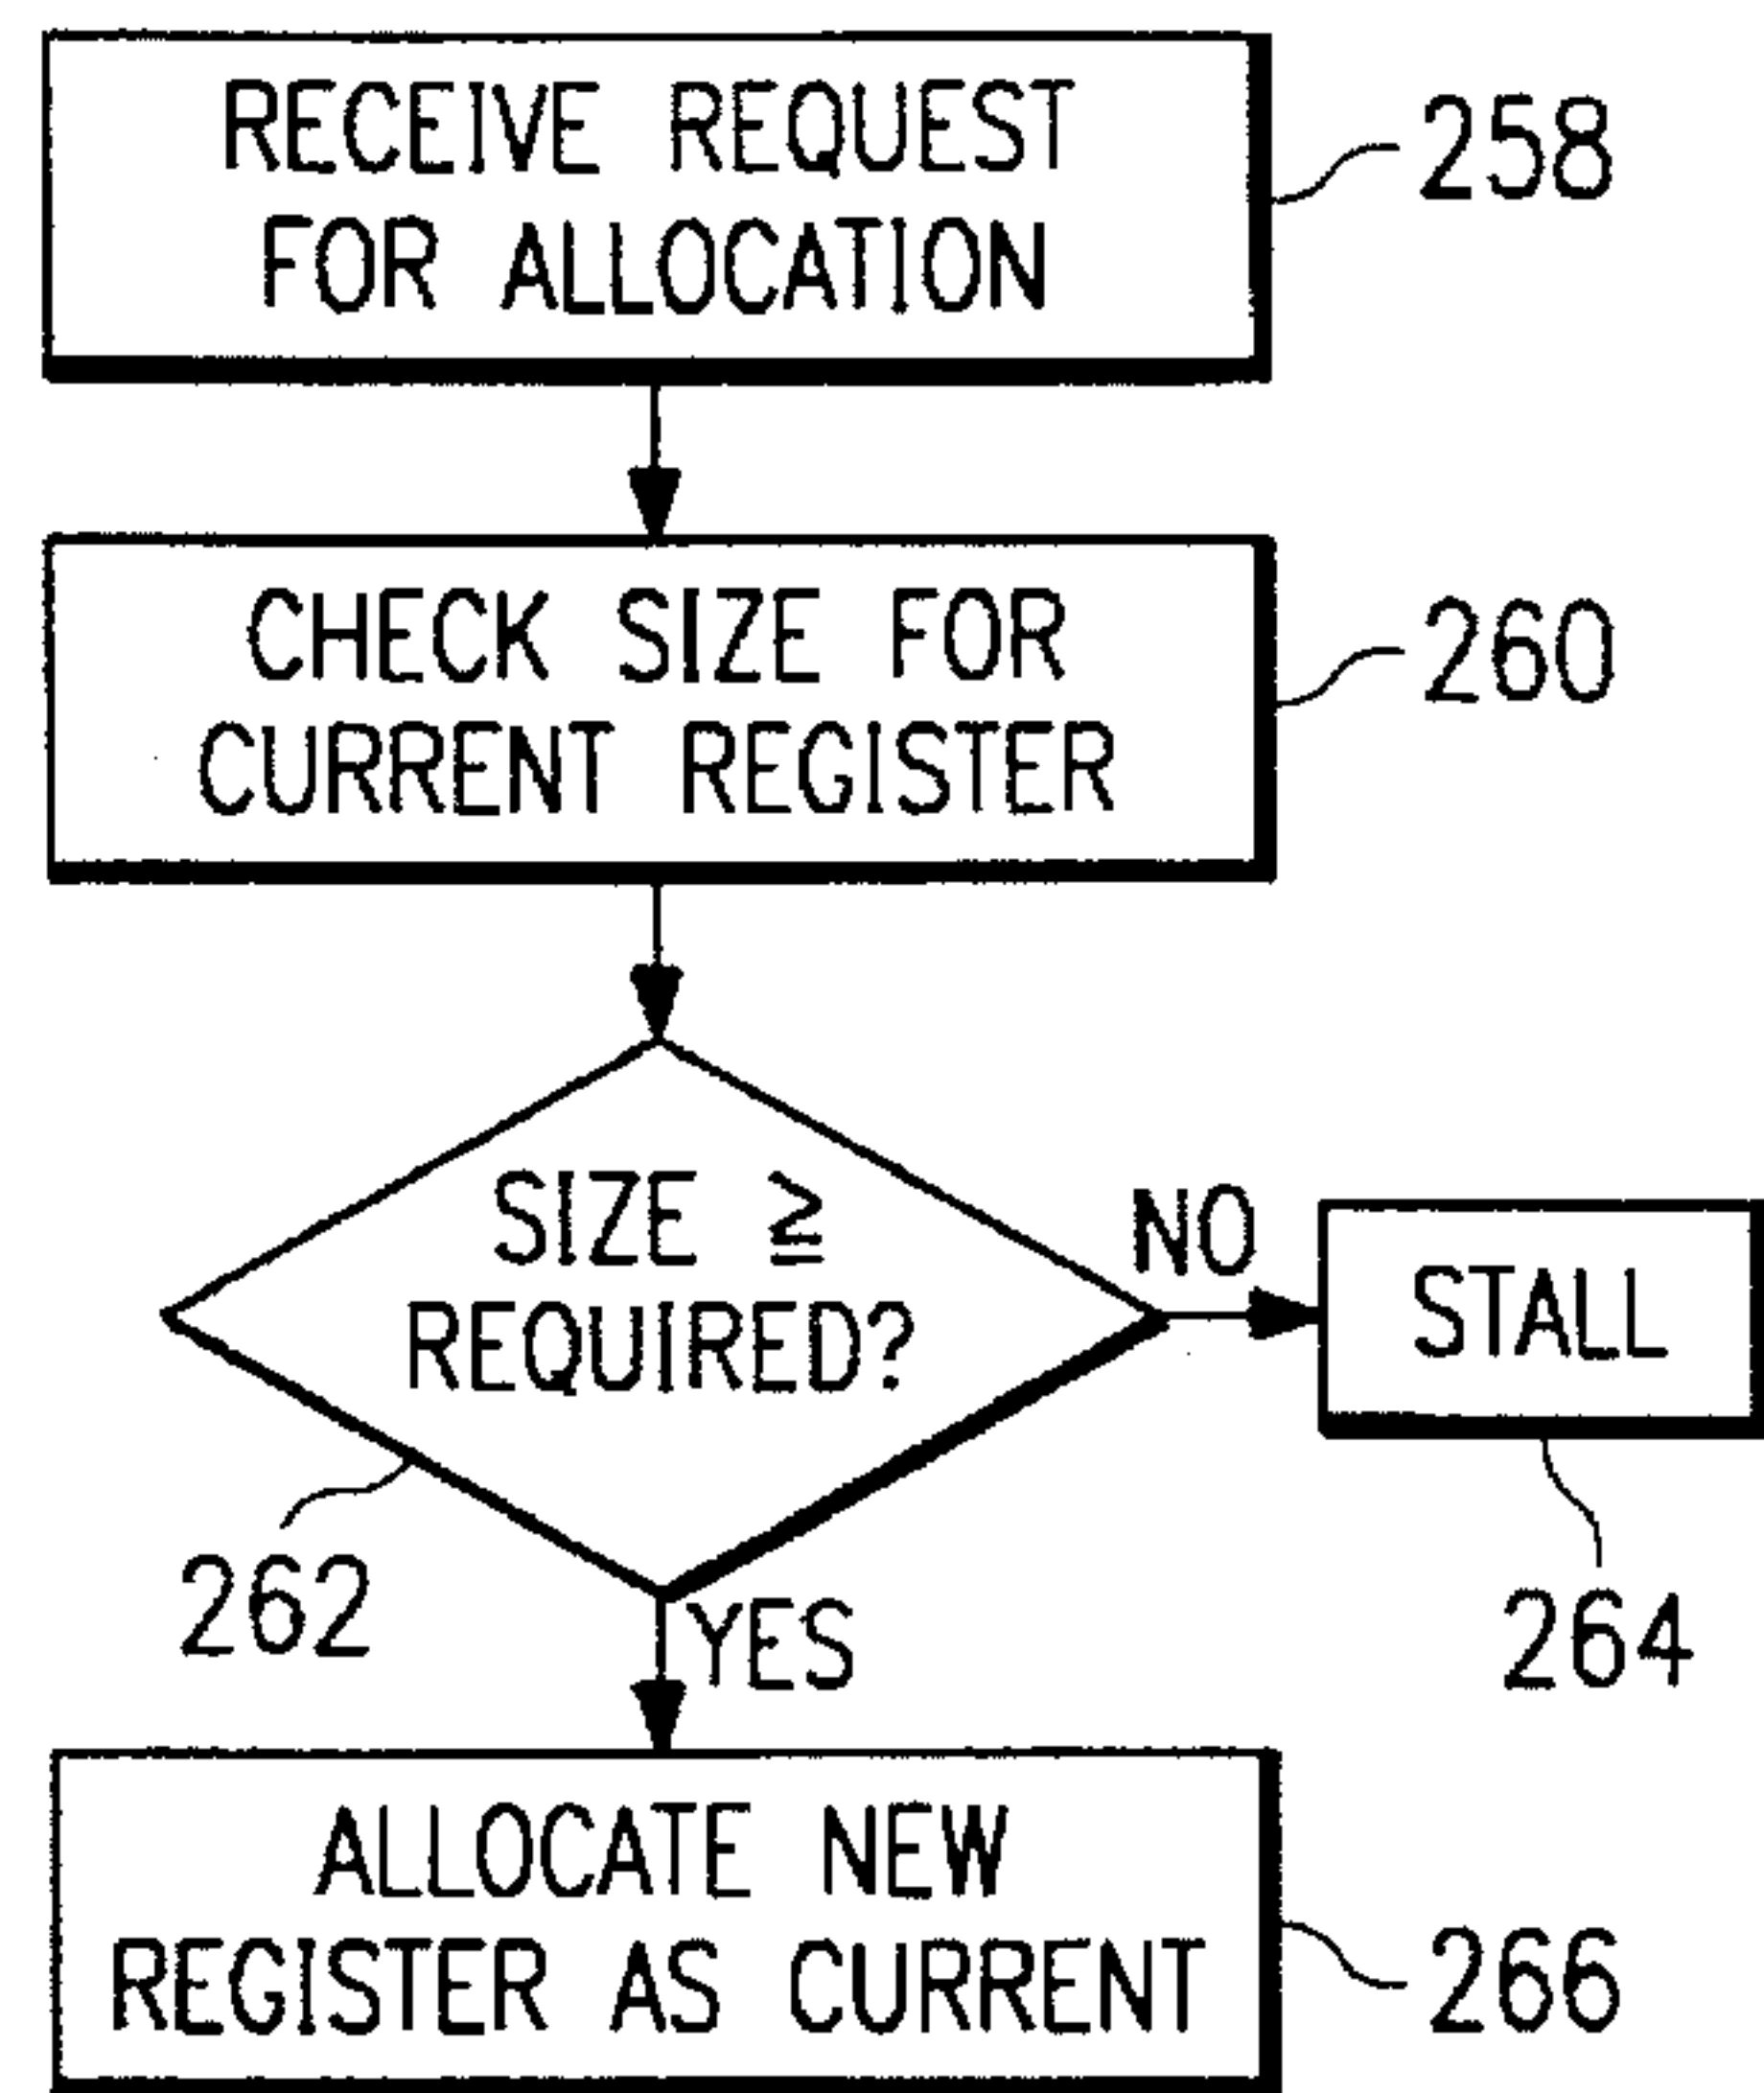 RECEIVE REQUEST
FOR ALLOCATION
258
CHECK SIZE FOR
CURRENT REGISTER
260
SIZE ≧
REQUIRED?
NO
STALL
262
264
YES
ALLOCATE NEW
REGISTER AS CURRENT
266